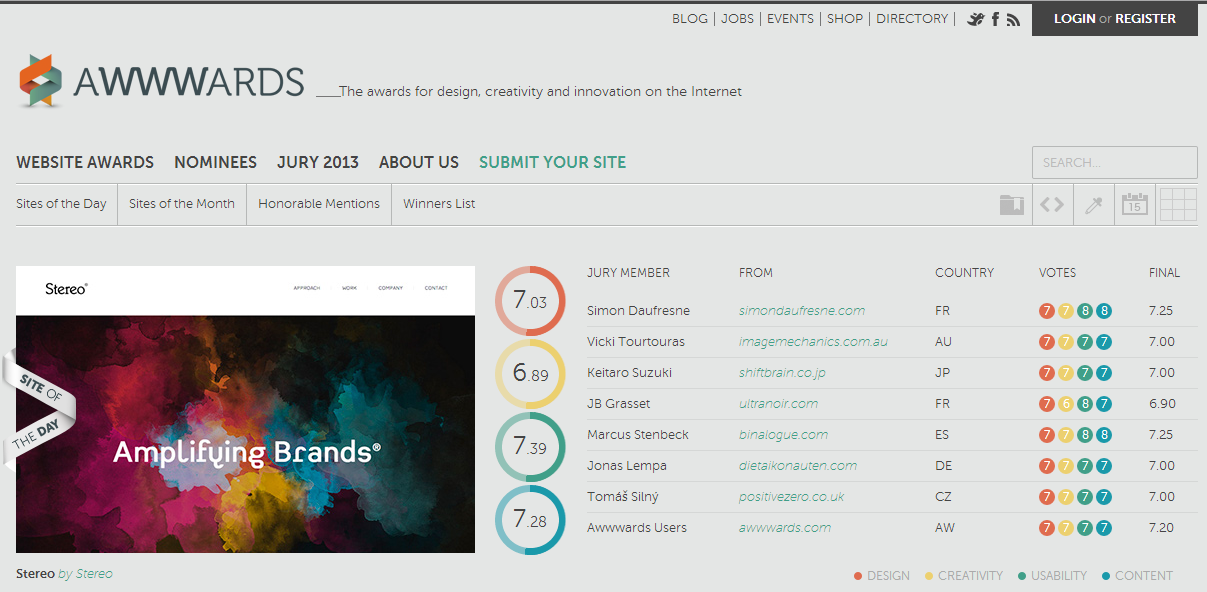 BLOG | JOBS | EVENTS | SHOP | DIRECTORY |
LOGIN or REGISTER
AWWWARDS
___The awards for design, creativity and innovation on the Internet
WEBSITE AWARDS NOMINEES JURY 2013 ABOUT US SUBMIT YOUR SITE
SEARCH...
Sites of the Day Sites of the Month Honorable Mentions Winners List
15
Stereo®
APPROACH WORK COMPANY CONTACT
SITE OF
THE DAY
Amplifying Brands®
Stereo by Stereo
7.03
6.89
7.39
7.28
JURY MEMBER FROM COUNTRY VOTES FINAL
Simon Daufresne simondaufresne.com FR 7 7 8 8 7.25
Vicki Tourtouras imagemechanics.com.au AU 7 7 7 7 7.00
Keitaro Suzuki shiftbrain.co.jp JP 7 7 7 7 7.00
JB Grasset ultranoir.com FR 7 6 8 7 6.90
Marcus Stenbeck binalogue.com ES 7 7 8 8 7.25
Jonas Lempa dietaikonauten.com DE 7 7 7 7 7.00
Tomáš Silný positivezero.co.uk CZ 7 7 7 7 7.00
Awwwards Users awwwards.com AW 7 7 7 7 7.20
DESIGN CREATIVITY USABILITY CONTENT